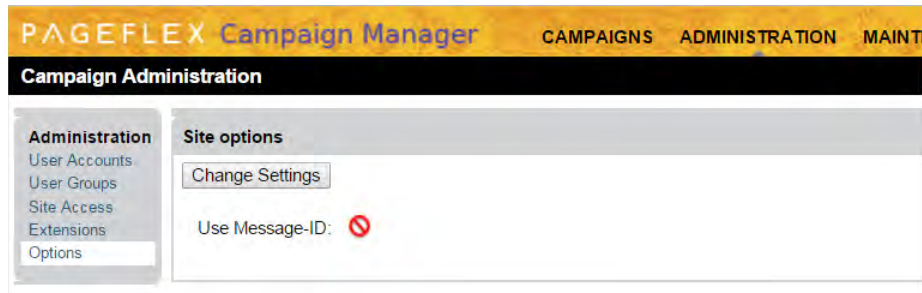 PAGEFLEX Campaign Manager CAMPAIGNS ADMINISTRATION MAINT
Campaign Administration
Administration
User Accounts
User Groups
Site Access
Extensions
Options
Site options
Change Settings
Use Message-ID: